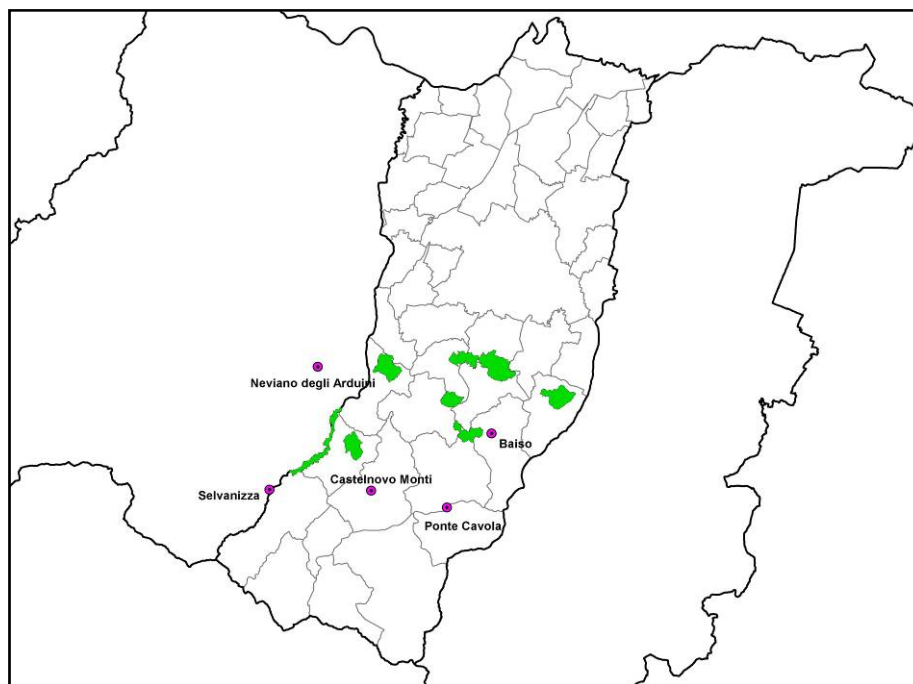 Neviano degli Arduini
Baiso
Castelnovo Monti
Selvanizza
Ponte Cavola